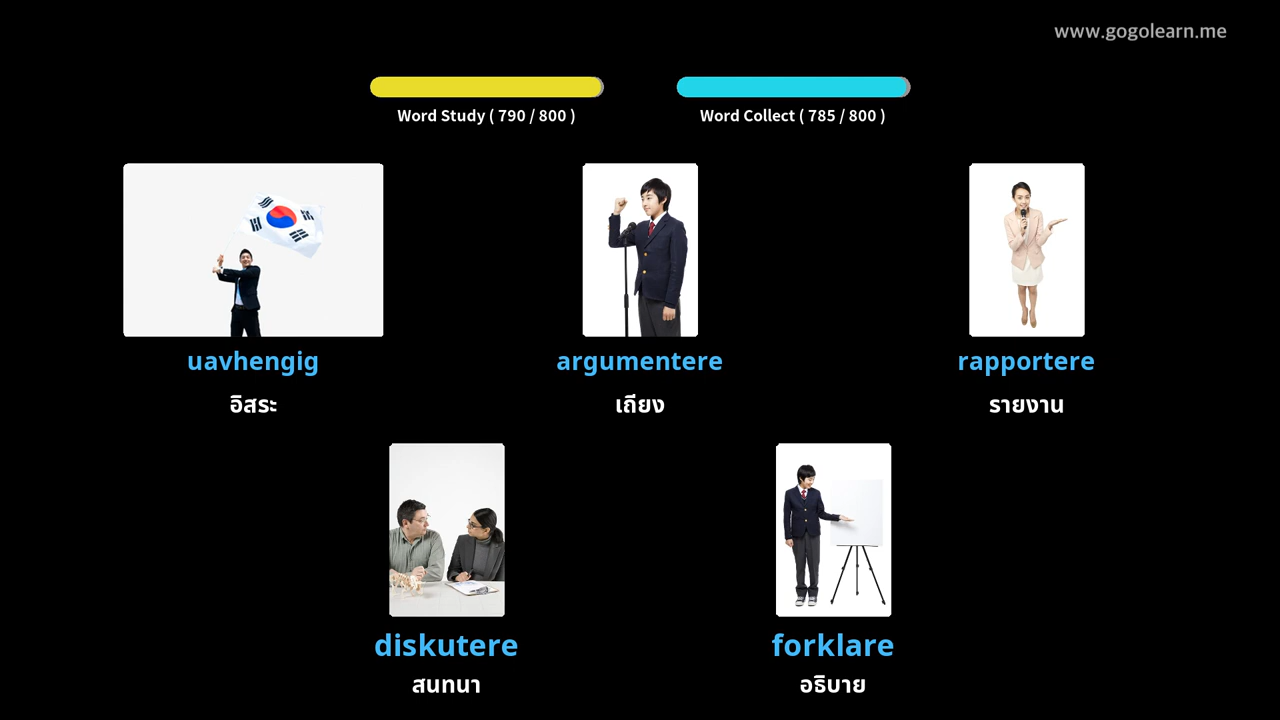 www.gogolearn.me
Word Study ( 790 / 800 )
Word Collect ( 785 / 800 )
uavhengig
argumentere
rapportere
อิสระ
เถียง
รายงาน
diskutere
forklare
สนทนา
อธิบาย